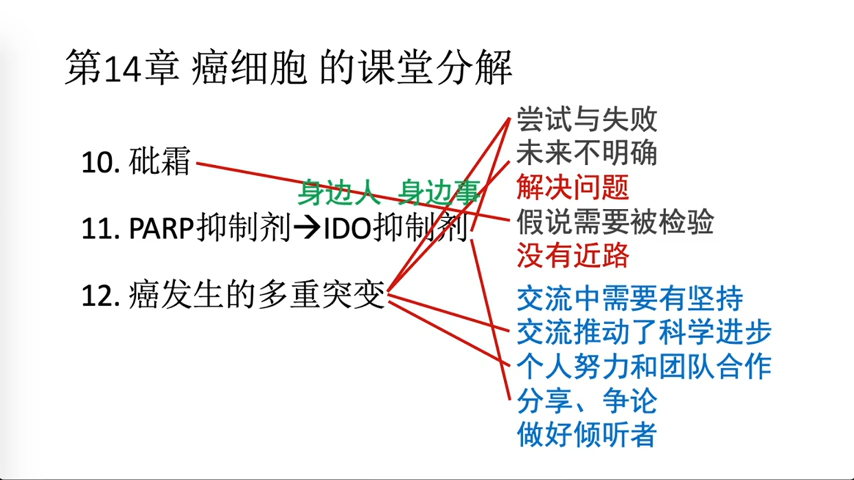 第14章 癌细胞 的课堂分解
10. 砒霜
身边人 身边事
11. PARP抑制剂→IDO抑制剂
12. 癌发生的多重突变
尝试与失败
未来不明确
解决问题
假说需要被检验
没有近路
交流中需要有坚持
交流推动了科学进步
个人努力和团队合作
分享、争论
做好倾听者